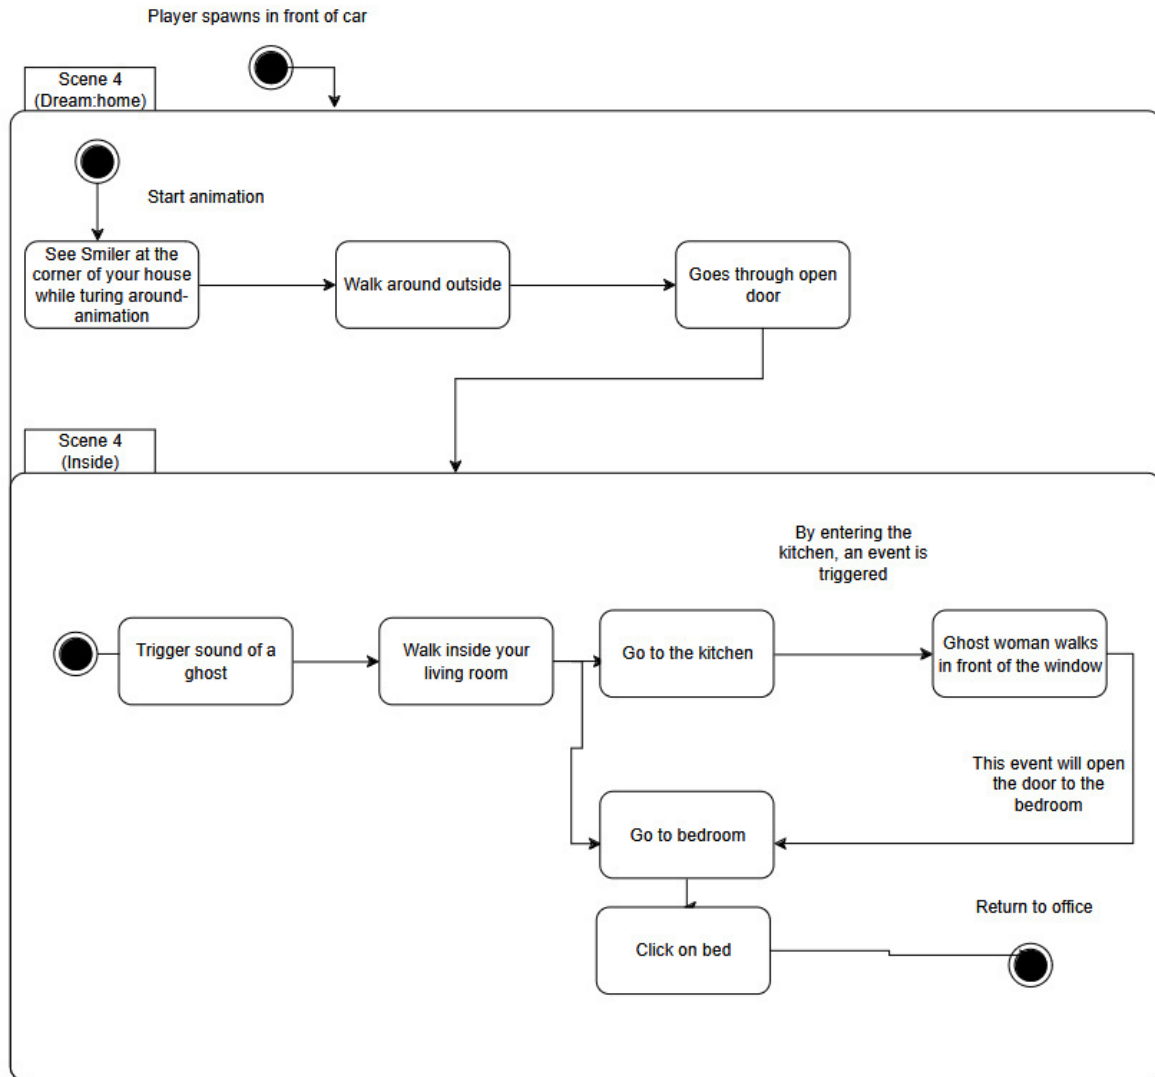 Player spawns in front of car
Scene 4
(Dream:home)
Start animation
See Smiler at the
corner of your house
while turing around-
animation
Walk around outside
Goes through open
door
Scene 4
(Inside)
By entering the
kitchen, an event is
triggered
Trigger sound of a
ghost
Walk inside your
living room
Go to the kitchen
Ghost woman walks
in front of the window
This event will open
the door to the
bedroom
Go to bedroom
Return to office
Click on bed